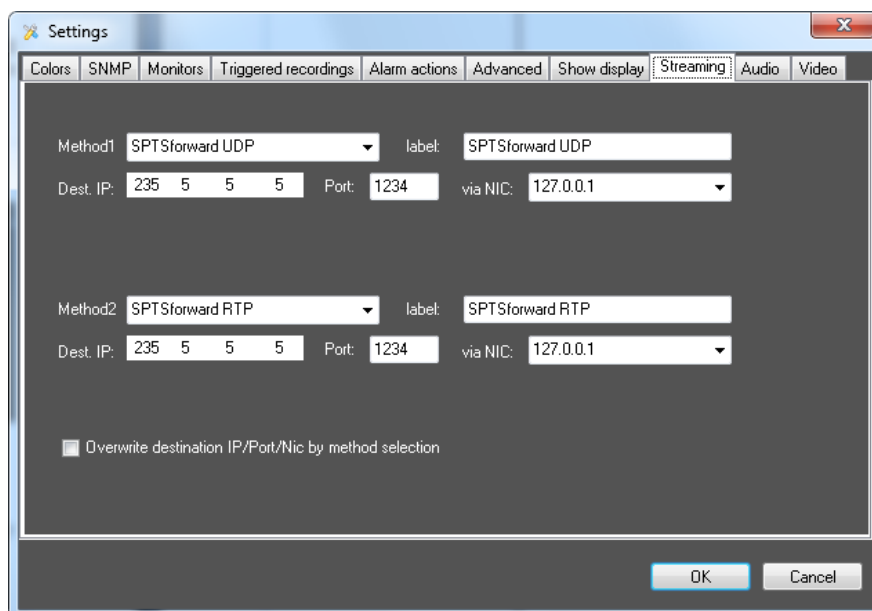 Settings
Colors SNMP Monitors Triggered recordings Alarm actions Advanced Show display Streaming Audio Video
Method1 SPTSforward UDP label: SPTSforward UDP
Dest. IP: 235 5 5 5 Port: 1234 via NIC: 127.0.0.1
Method2 SPTSforward RTP label: SPTSforward RTP
Dest. IP: 235 5 5 5 Port: 1234 via NIC: 127.0.0.1
Overwrite destination IP/Port/Nic by method selection
OK Cancel